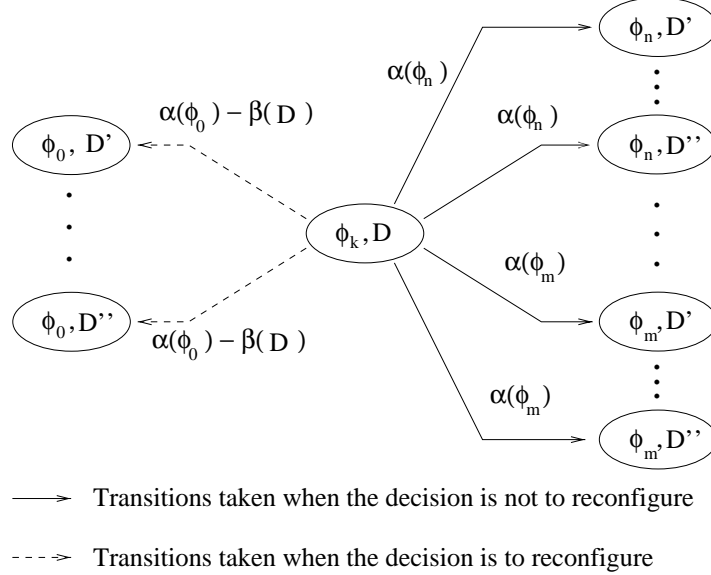 ϕn, D'
α(ϕn)
α(ϕ0) − β(D)
α(ϕn)
ϕ0, D'
ϕn, D''
ϕk, D
α(ϕm)
ϕ0, D''
ϕm, D'
α(ϕ0) − β(D)
α(ϕm)
ϕm, D''
Transitions taken when the decision is not to reconfigure
Transitions taken when the decision is to reconfigure